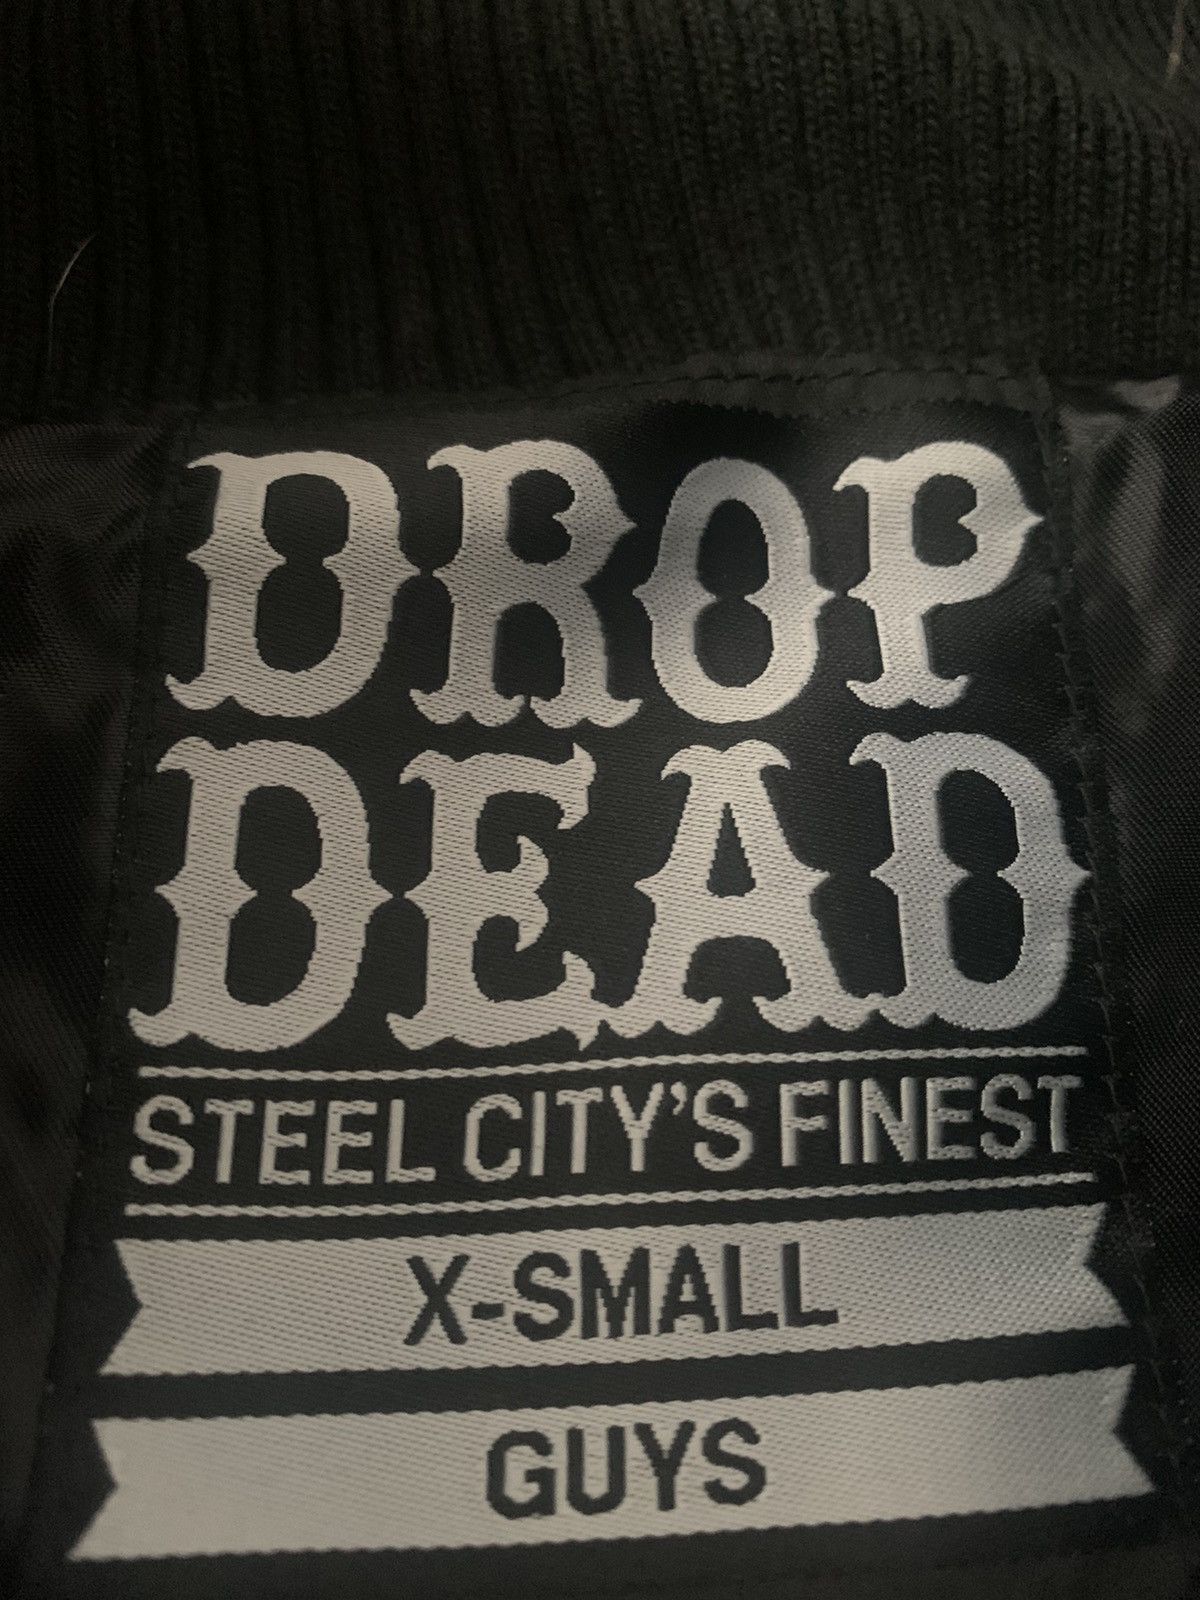 DROP
DEAD
STEEL CITY'S FINEST
X-SMALL
GUYS